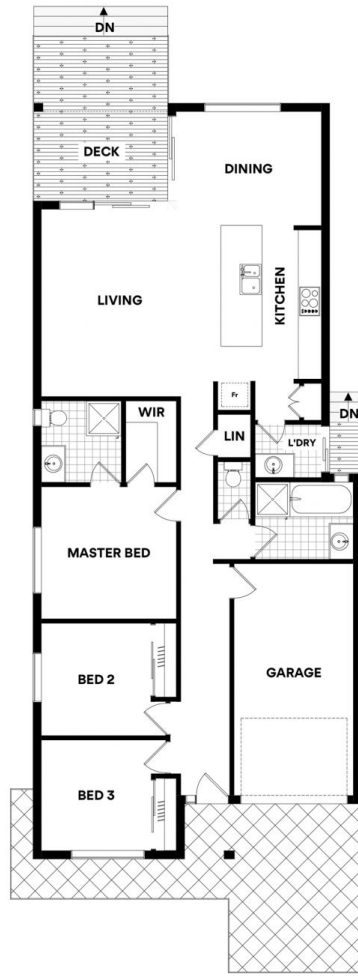 DN
DECK
DINING
LIVING
KITCHEN
Fr
WIR
LIN
L'DRY
DN
MASTER BED
BED 2
GARAGE
BED 3